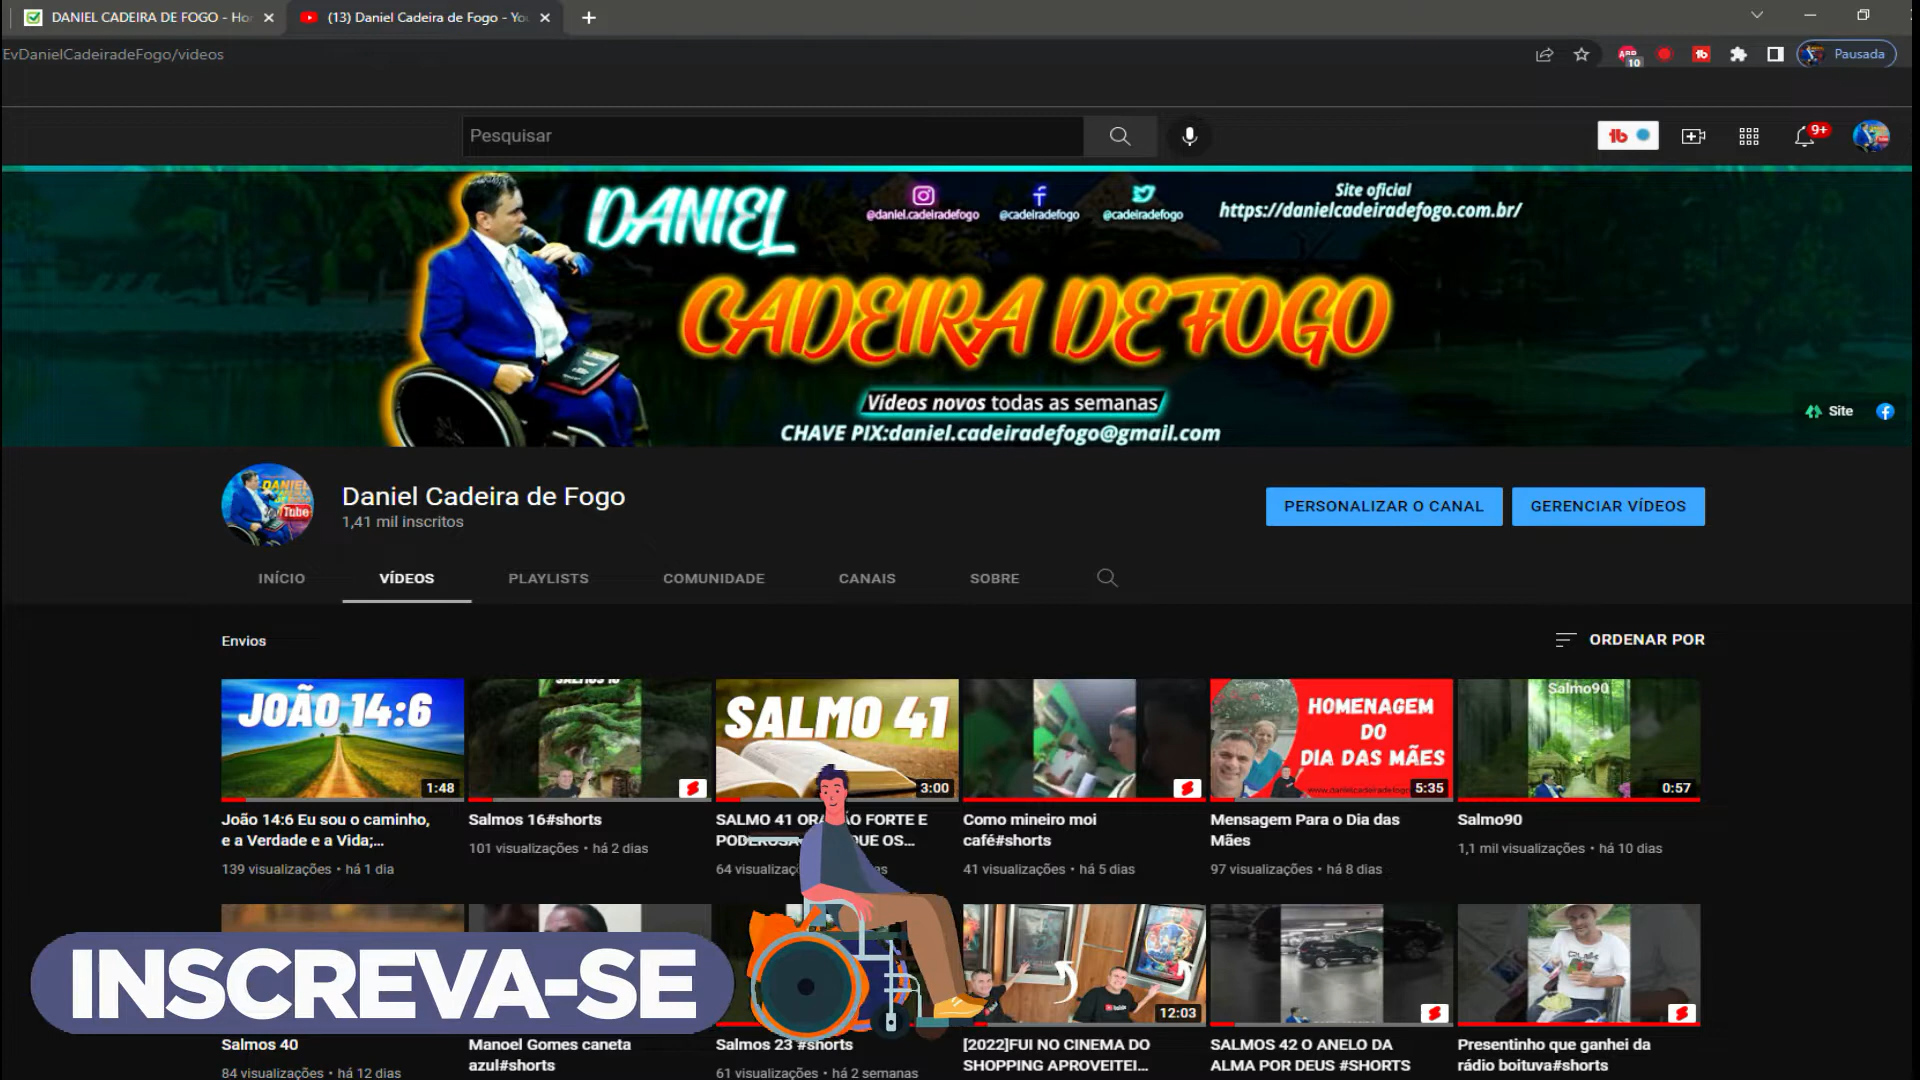 DANIEL CADEIRA DE FOGO - Ho
(13) Daniel Cadeira de Fogo - Yo
EvDanielCadeiradeFogo/videos
10
Pausada
Pesquisar
9+
DANIEL
@daniel.cadeiradefogo
@cadeiradefogo
@cadeiradefogo
Site oficial
https://danielcadeiradefogo.com.br/
CADEIRA DE FOGO
Vídeos novos todas as semanas
CHAVE PIX:daniel.cadeiradefogo@gmail.com
Site
Daniel Cadeira de Fogo
1,41 mil inscritos
PERSONALIZAR O CANAL
GERENCIAR VÍDEOS
INÍCIO
VÍDEOS
PLAYLISTS
COMUNIDADE
CANAIS
SOBRE
Envios
ORDENAR POR
JOÃO 14:6
1:48
SALMO 41
3:00
HOMENAGEM
DO
DIA DAS MÃES
5:35
Salmo90
0:57
João 14:6 Eu sou o caminho,
e a Verdade e a Vida;...
139 visualizações • há 1 dia
Salmos 16#shorts
101 visualizações • há 2 dias
SALMO 41 FORTE E
QUE OS...
64
Como mineiro moi
café#shorts
41 visualizações • há 5 dias
Mensagem Para o Dia das
Mães
97 visualizações • há 8 dias
Salmo90
1,1 mil visualizações • há 10 dias
INSCREVA-SE
12:03
Salmos 40
84 visualizações • há 12 dias
Manoel Gomes caneta
azul#shorts
Salmos 23 #shorts
61 visualizações • há 2 semanas
[2022]FUI NO CINEMA DO
SHOPPING APROVEITEI...
SALMOS 42 O ANELO DA
ALMA POR DEUS #SHORTS
Presentinho que ganhei da
rádio boituva#shorts